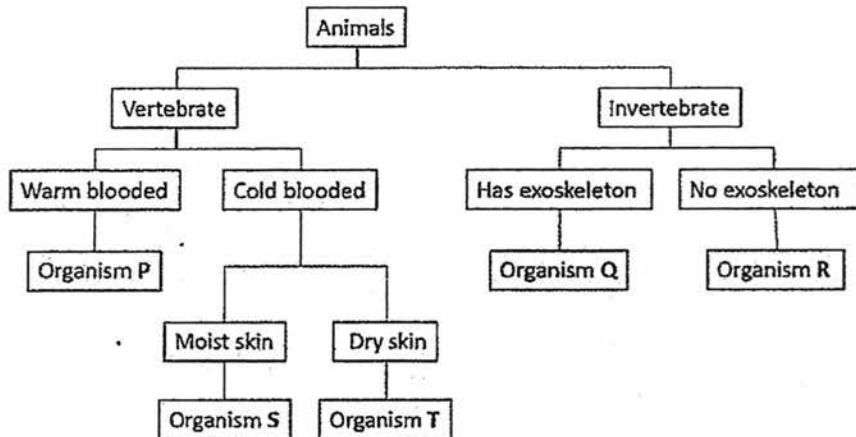 Animals
Vertebrate
Invertebrate
Warm blooded
Cold blooded
Has exoskeleton
No exoskeleton
Organism P
Organism Q
Organism R
Moist skin
Dry skin
Organism S
Organism T